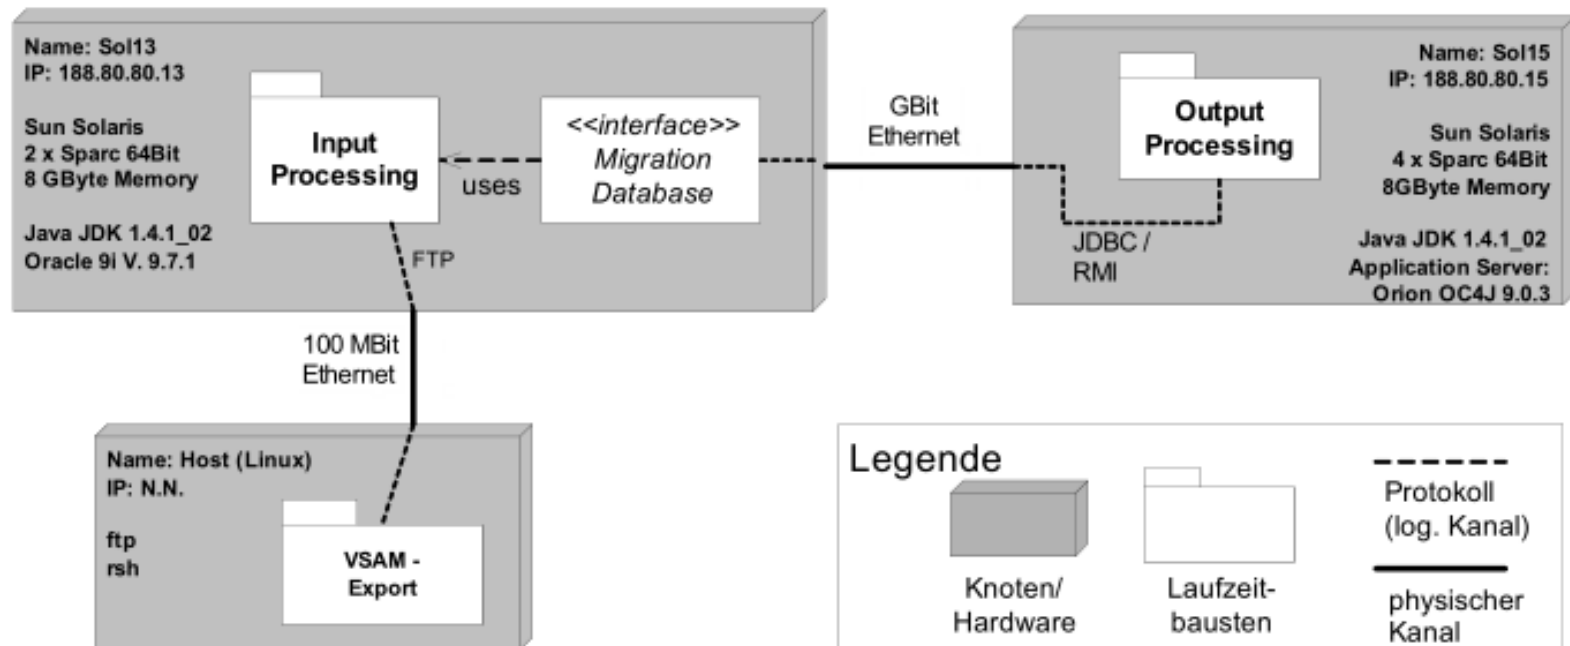 Name: Sol13
IP: 188.80.80.13
Sun Solaris
2 x Sparc 64Bit
8 GByte Memory
Java JDK 1.4.1_02
Oracle 9i V. 9.7.1
Input
Processing
uses
<<interface>>
Migration
Database
FTP
GBit
Ethernet
Output
Processing
JDBC /
RMI
Name: Sol15
IP: 188.80.80.15
Sun Solaris
4 x Sparc 64Bit
8GByte Memory
Java JDK 1.4.1_02
Application Server:
Orion OC4J 9.0.3
100 MBit
Ethernet
Name: Host (Linux)
IP: N.N.
ftp
rsh
VSAM -
Export
Legende
Knoten/
Hardware
Laufzeit-
bausten
Protokoll
(log. Kanal)
physischer
Kanal